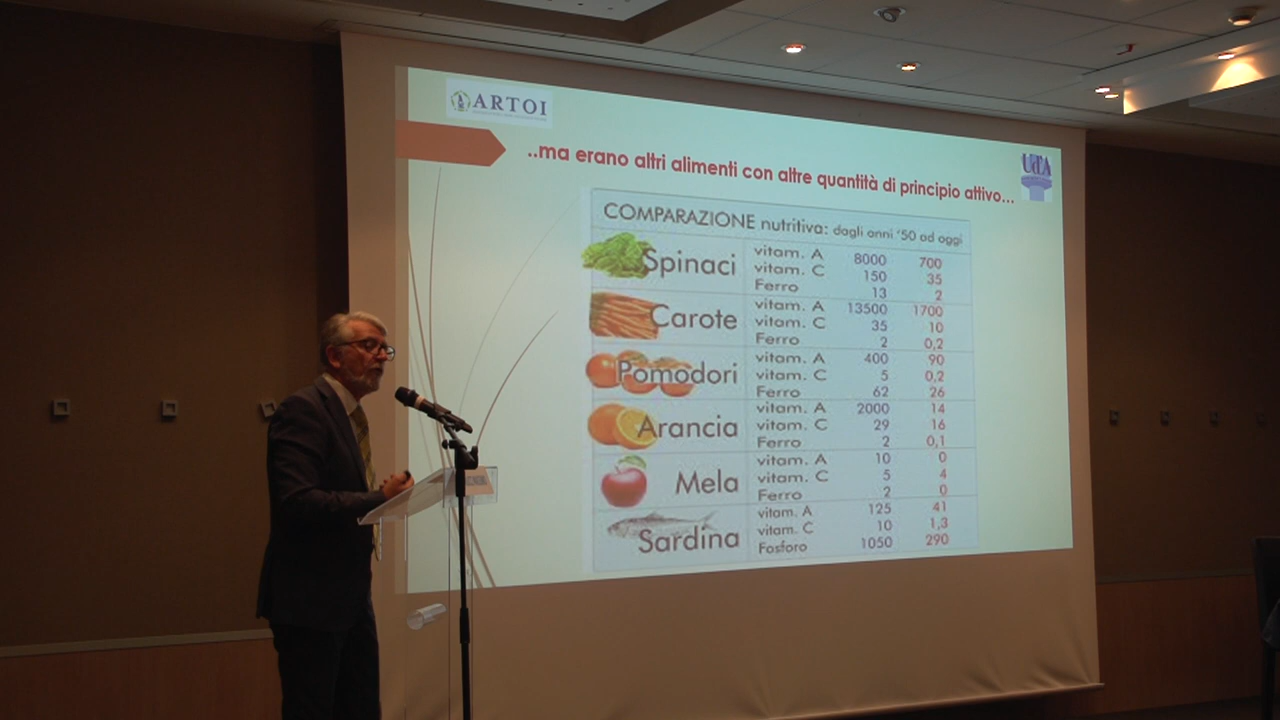 ARTOI
..ma erano altri alimenti con altre quantità di principio attivo...
UdA
COMPARAZIONE nutritiva: dagli anni '50 ad oggi
Spinaci
vitam. A 8000 700
vitam. C 150 35
Ferro 13 2
Carote
vitam. A 13500 1700
vitam. C 35 10
Ferro 2 0,2
Pomodori
vitam. A 400 90
vitam. C 5 0,2
Ferro 62 26
Arancia
vitam. A 2000 14
vitam. C 29 16
Ferro 2 0,1
Mela
vitam. A 10 0
vitam. C 5 4
Ferro 2 0
Sardina
vitam. A 125 41
vitam. C 10 1,3
Fosforo 1050 290